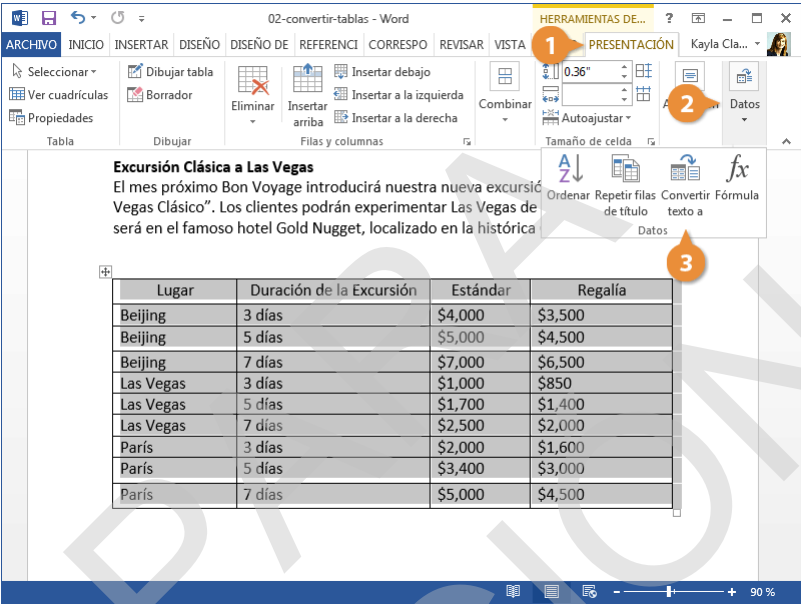 02-convertir-tablas - Word
HERRAMIENTAS DE...
?
ARCHIVO INICIO INSERTAR DISEÑO DISEÑO DE REFERENCI CORRESPO REVISAR VISTA PRESENTACIÓN Kayla Cla...
1
Seleccionar
Dibujar tabla
Insertar debajo
0.36"
Ver cuadrículas
Borrador
Eliminar
Insertar arriba
Insertar a la izquierda
Combinar
2
Datos
Propiedades
Insertar a la derecha
Autoajustar
Tabla
Dibujar
Filas y columnas
Tamaño de celda
Ordenar
Repetir filas de título
Convertir texto a
Fórmula
Datos
3
Excursión Clásica a Las Vegas
El mes próximo Bon Voyage introducirá nuestra nueva excursió
Vegas Clásico”. Los clientes podrán experimentar Las Vegas de
será en el famoso hotel Gold Nugget, localizado en la histórica
Lugar Duración de la Excursión Estándar Regalía
Beijing 3 días $4,000 $3,500
Beijing 5 días $5,000 $4,500
Beijing 7 días $7,000 $6,500
Las Vegas 3 días $1,000 $850
Las Vegas 5 días $1,700 $1,400
Las Vegas 7 días $2,500 $2,000
París 3 días $2,000 $1,600
París 5 días $3,400 $3,000
París 7 días $5,000 $4,500
90 %